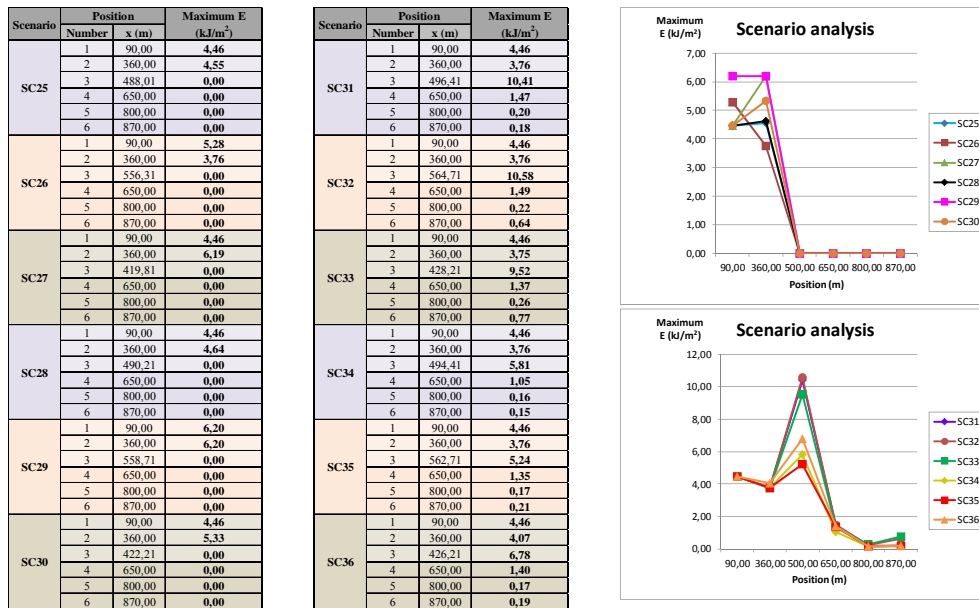 Scenario Position Maximum E
Number x (m) (kJ/m²)
SC25
1 90,00 4,46
2 360,00 4,55
3 488,01 0,00
4 650,00 0,00
5 800,00 0,00
6 870,00 0,00
SC26
1 90,00 5,28
2 360,00 3,76
3 556,31 0,00
4 650,00 0,00
5 800,00 0,00
6 870,00 0,00
SC27
1 90,00 4,46
2 360,00 6,19
3 419,81 0,00
4 650,00 0,00
5 800,00 0,00
6 870,00 0,00
SC28
1 90,00 4,46
2 360,00 4,64
3 490,21 0,00
4 650,00 0,00
5 800,00 0,00
6 870,00 0,00
SC29
1 90,00 6,20
2 360,00 6,20
3 558,71 0,00
4 650,00 0,00
5 800,00 0,00
6 870,00 0,00
SC30
1 90,00 4,46
2 360,00 5,33
3 422,21 0,00
4 650,00 0,00
5 800,00 0,00
6 870,00 0,00
Scenario Position Maximum E
Number x (m) (kJ/m²)
SC31
1 90,00 4,46
2 360,00 3,76
3 496,41 10,41
4 650,00 1,47
5 800,00 0,20
6 870,00 0,18
SC32
1 90,00 4,46
2 360,00 3,76
3 564,71 10,58
4 650,00 1,49
5 800,00 0,22
6 870,00 0,64
SC33
1 90,00 4,46
2 360,00 3,75
3 428,21 9,52
4 650,00 1,37
5 800,00 0,26
6 870,00 0,77
SC34
1 90,00 4,46
2 360,00 3,76
3 494,41 5,81
4 650,00 1,05
5 800,00 0,16
6 870,00 0,15
SC35
1 90,00 4,46
2 360,00 3,76
3 562,71 5,24
4 650,00 1,35
5 800,00 0,17
6 870,00 0,21
SC36
1 90,00 4,46
2 360,00 4,07
3 426,21 6,78
4 650,00 1,40
5 800,00 0,17
6 870,00 0,19
Maximum
E (kJ/m²)
Scenario analysis
7,00
6,00
5,00
4,00
3,00
2,00
1,00
0,00
90,00 360,00 500,00 650,00 800,00 870,00
Position (m)
SC25
SC26
SC27
SC28
SC29
SC30
Maximum
E (kJ/m²)
Scenario analysis
12,00
10,00
8,00
6,00
4,00
2,00
0,00
90,00 360,00 500,00 650,00 800,00 870,00
Position (m)
SC31
SC32
SC33
SC34
SC35
SC36